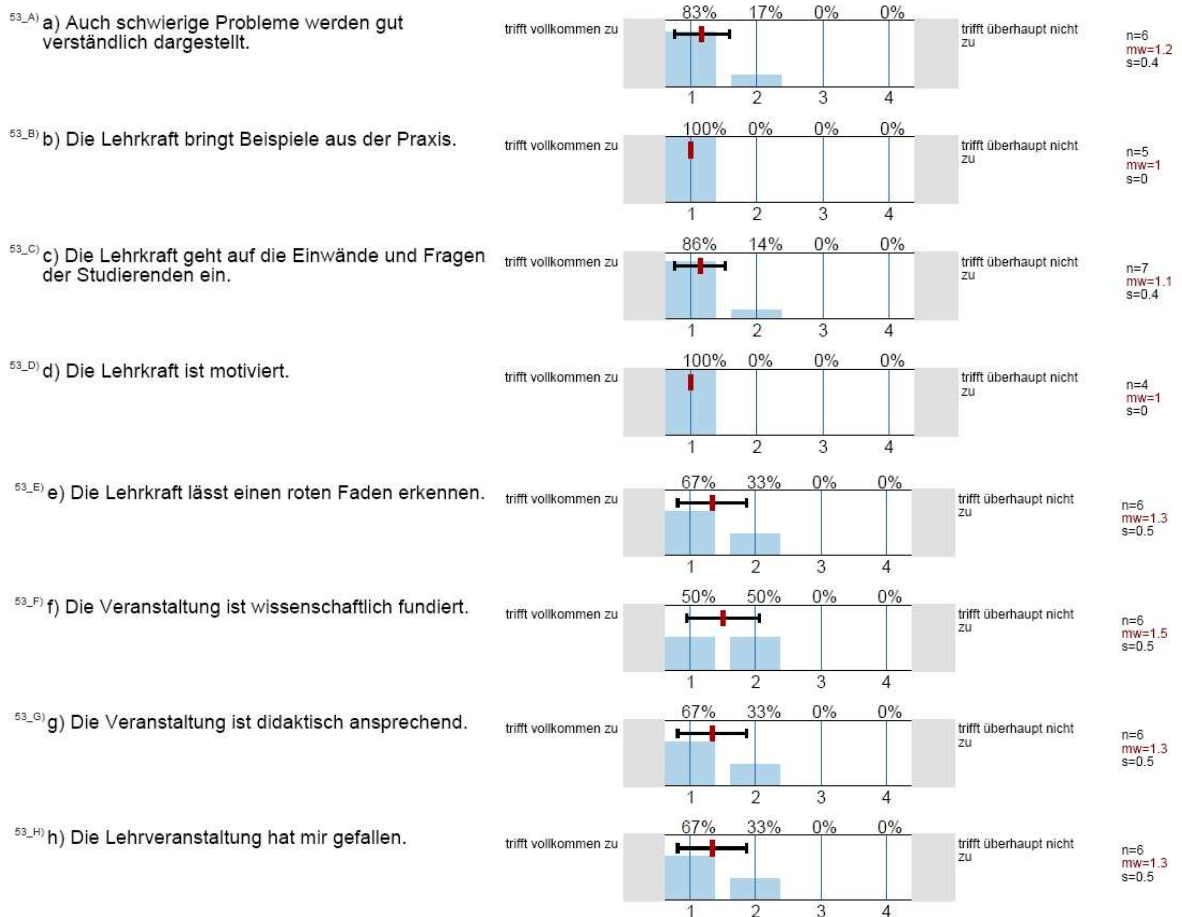 53_A) a) Auch schwierige Probleme werden gut
verständlich dargestellt.
trifft vollkommen zu
83% 17% 0% 0%
1 2 3 4
trifft überhaupt nicht
zu
n=6
mw=1.2
s=0.4
53_B) b) Die Lehrkraft bringt Beispiele aus der Praxis.
trifft vollkommen zu
100% 0% 0% 0%
1 2 3 4
trifft überhaupt nicht
zu
n=5
mw=1
s=0
53_C) c) Die Lehrkraft geht auf die Einwände und Fragen
der Studierenden ein.
trifft vollkommen zu
86% 14% 0% 0%
1 2 3 4
trifft überhaupt nicht
zu
n=7
mw=1.1
s=0.4
53_D) d) Die Lehrkraft ist motiviert.
trifft vollkommen zu
100% 0% 0% 0%
1 2 3 4
trifft überhaupt nicht
zu
n=4
mw=1
s=0
53_E) e) Die Lehrkraft lässt einen roten Faden erkennen.
trifft vollkommen zu
67% 33% 0% 0%
1 2 3 4
trifft überhaupt nicht
zu
n=6
mw=1.3
s=0.5
53_F) f) Die Veranstaltung ist wissenschaftlich fundiert.
trifft vollkommen zu
50% 50% 0% 0%
1 2 3 4
trifft überhaupt nicht
zu
n=6
mw=1.5
s=0.5
53_G) g) Die Veranstaltung ist didaktisch ansprechend.
trifft vollkommen zu
67% 33% 0% 0%
1 2 3 4
trifft überhaupt nicht
zu
n=6
mw=1.3
s=0.5
53_H) h) Die Lehrveranstaltung hat mir gefallen.
trifft vollkommen zu
67% 33% 0% 0%
1 2 3 4
trifft überhaupt nicht
zu
n=6
mw=1.3
s=0.5